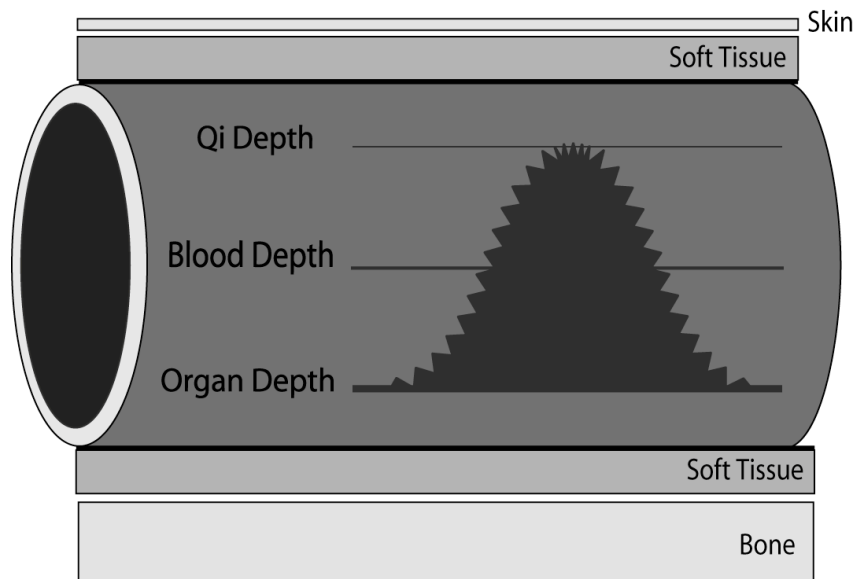 Skin
Soft Tissue
Qi Depth
Blood Depth
Organ Depth
Soft Tissue
Bone